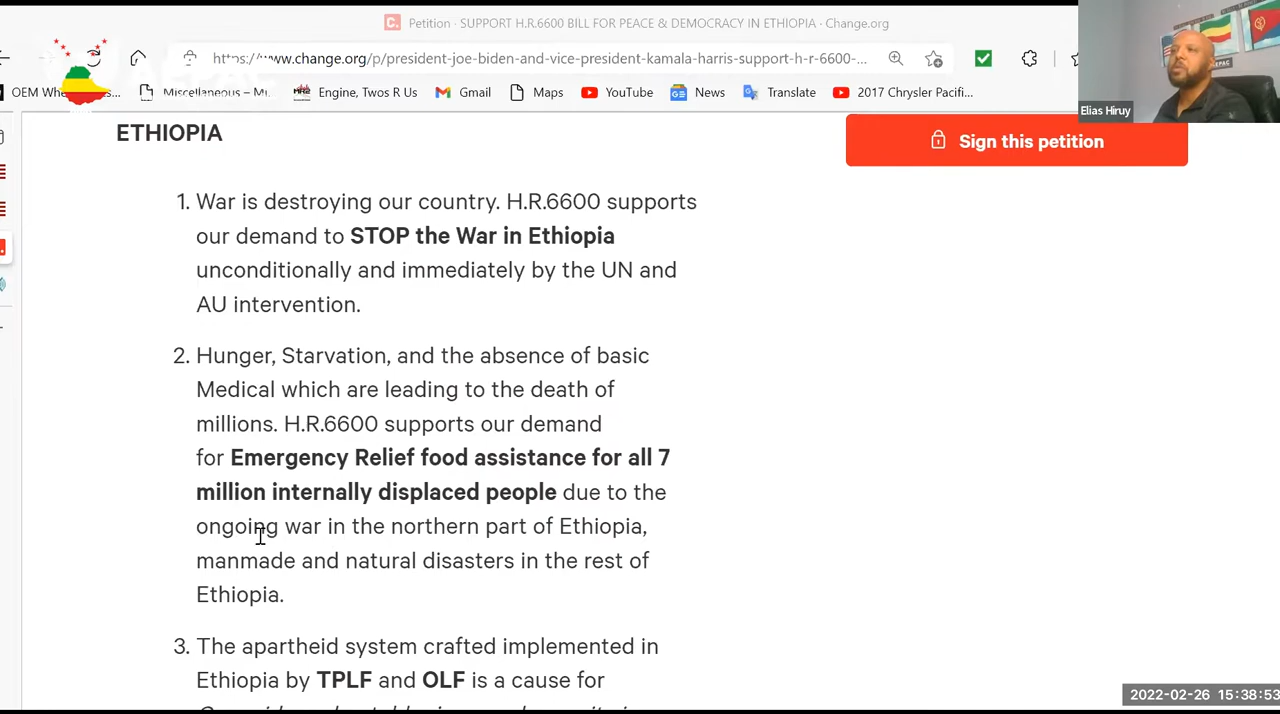 Petition · SUPPORT H.R.6600 BILL FOR PEACE & DEMOCRACY IN ETHIOPIA · Change.org
https://www.change.org/p/president-joe-biden-and-vice-president-kamala-harris-support-h-r-6600-...
OEM Whe... Miscellaneous – M... Engine, Twos R Us Gmail Maps YouTube News Translate 2017 Chrysler Pacifi...
Elias Hiruy
ETHIOPIA
Sign this petition
1. War is destroying our country. H.R.6600 supports
our demand to STOP the War in Ethiopia
unconditionally and immediately by the UN and
AU intervention.
2. Hunger, Starvation, and the absence of basic
Medical which are leading to the death of
millions. H.R.6600 supports our demand
for Emergency Relief food assistance for all 7
million internally displaced people due to the
ongoing war in the northern part of Ethiopia,
manmade and natural disasters in the rest of
Ethiopia.
3. The apartheid system crafted implemented in
Ethiopia by TPLF and OLF is a cause for
2022-02-26 15:38:53